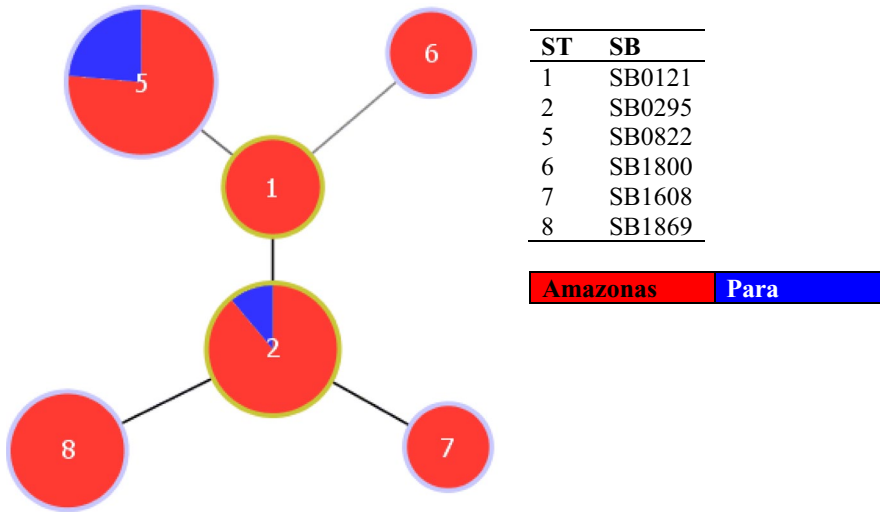 5
6
1
2
8
7
ST SB
1 SB0121
2 SB0295
5 SB0822
6 SB1800
7 SB1608
8 SB1869
Amazonas Para